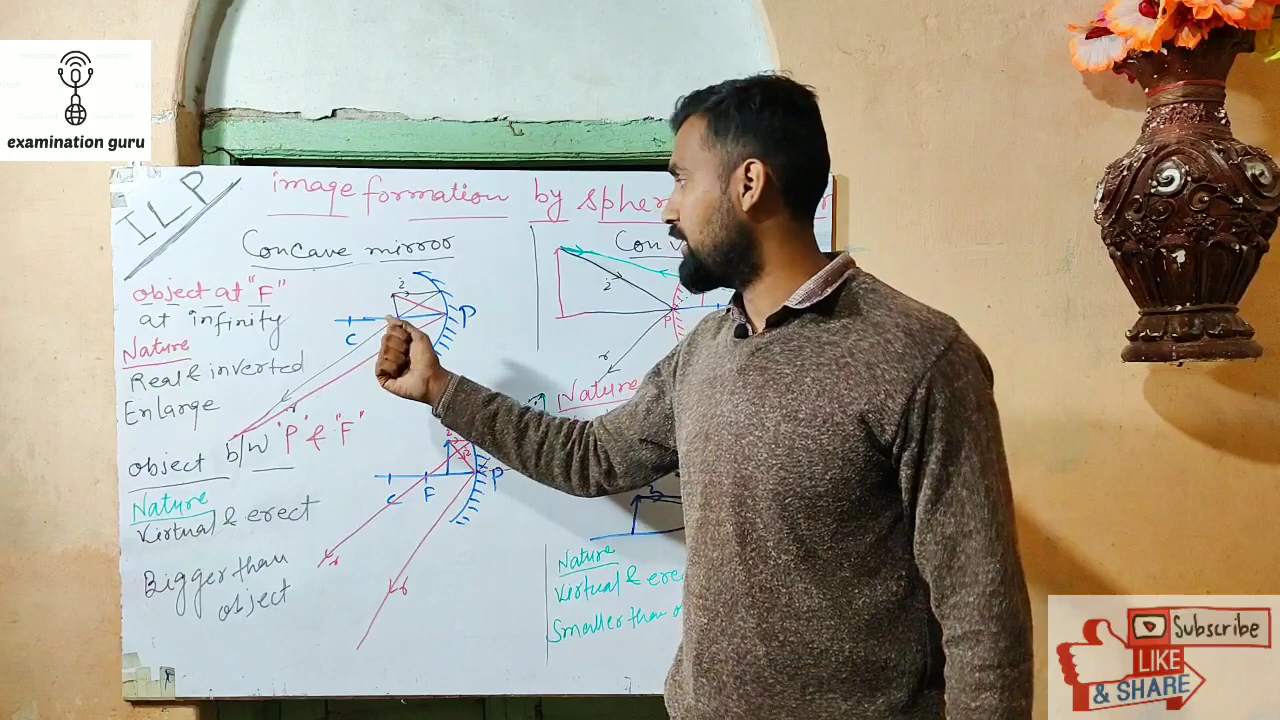 examination guru
ILP
image formation by spher
Concave mirror
object at "F"
at infinity
Nature
Real & inverted
Enlarge
i
C
P
r
object b/w "P" & "F"
Nature
Virtual & erect
Bigger than
object
C
F
P
r
r
Conv
i
P
r
Nature
Nature
Virtual & erec
Smaller than o
Subscribe
LIKE
& SHARE